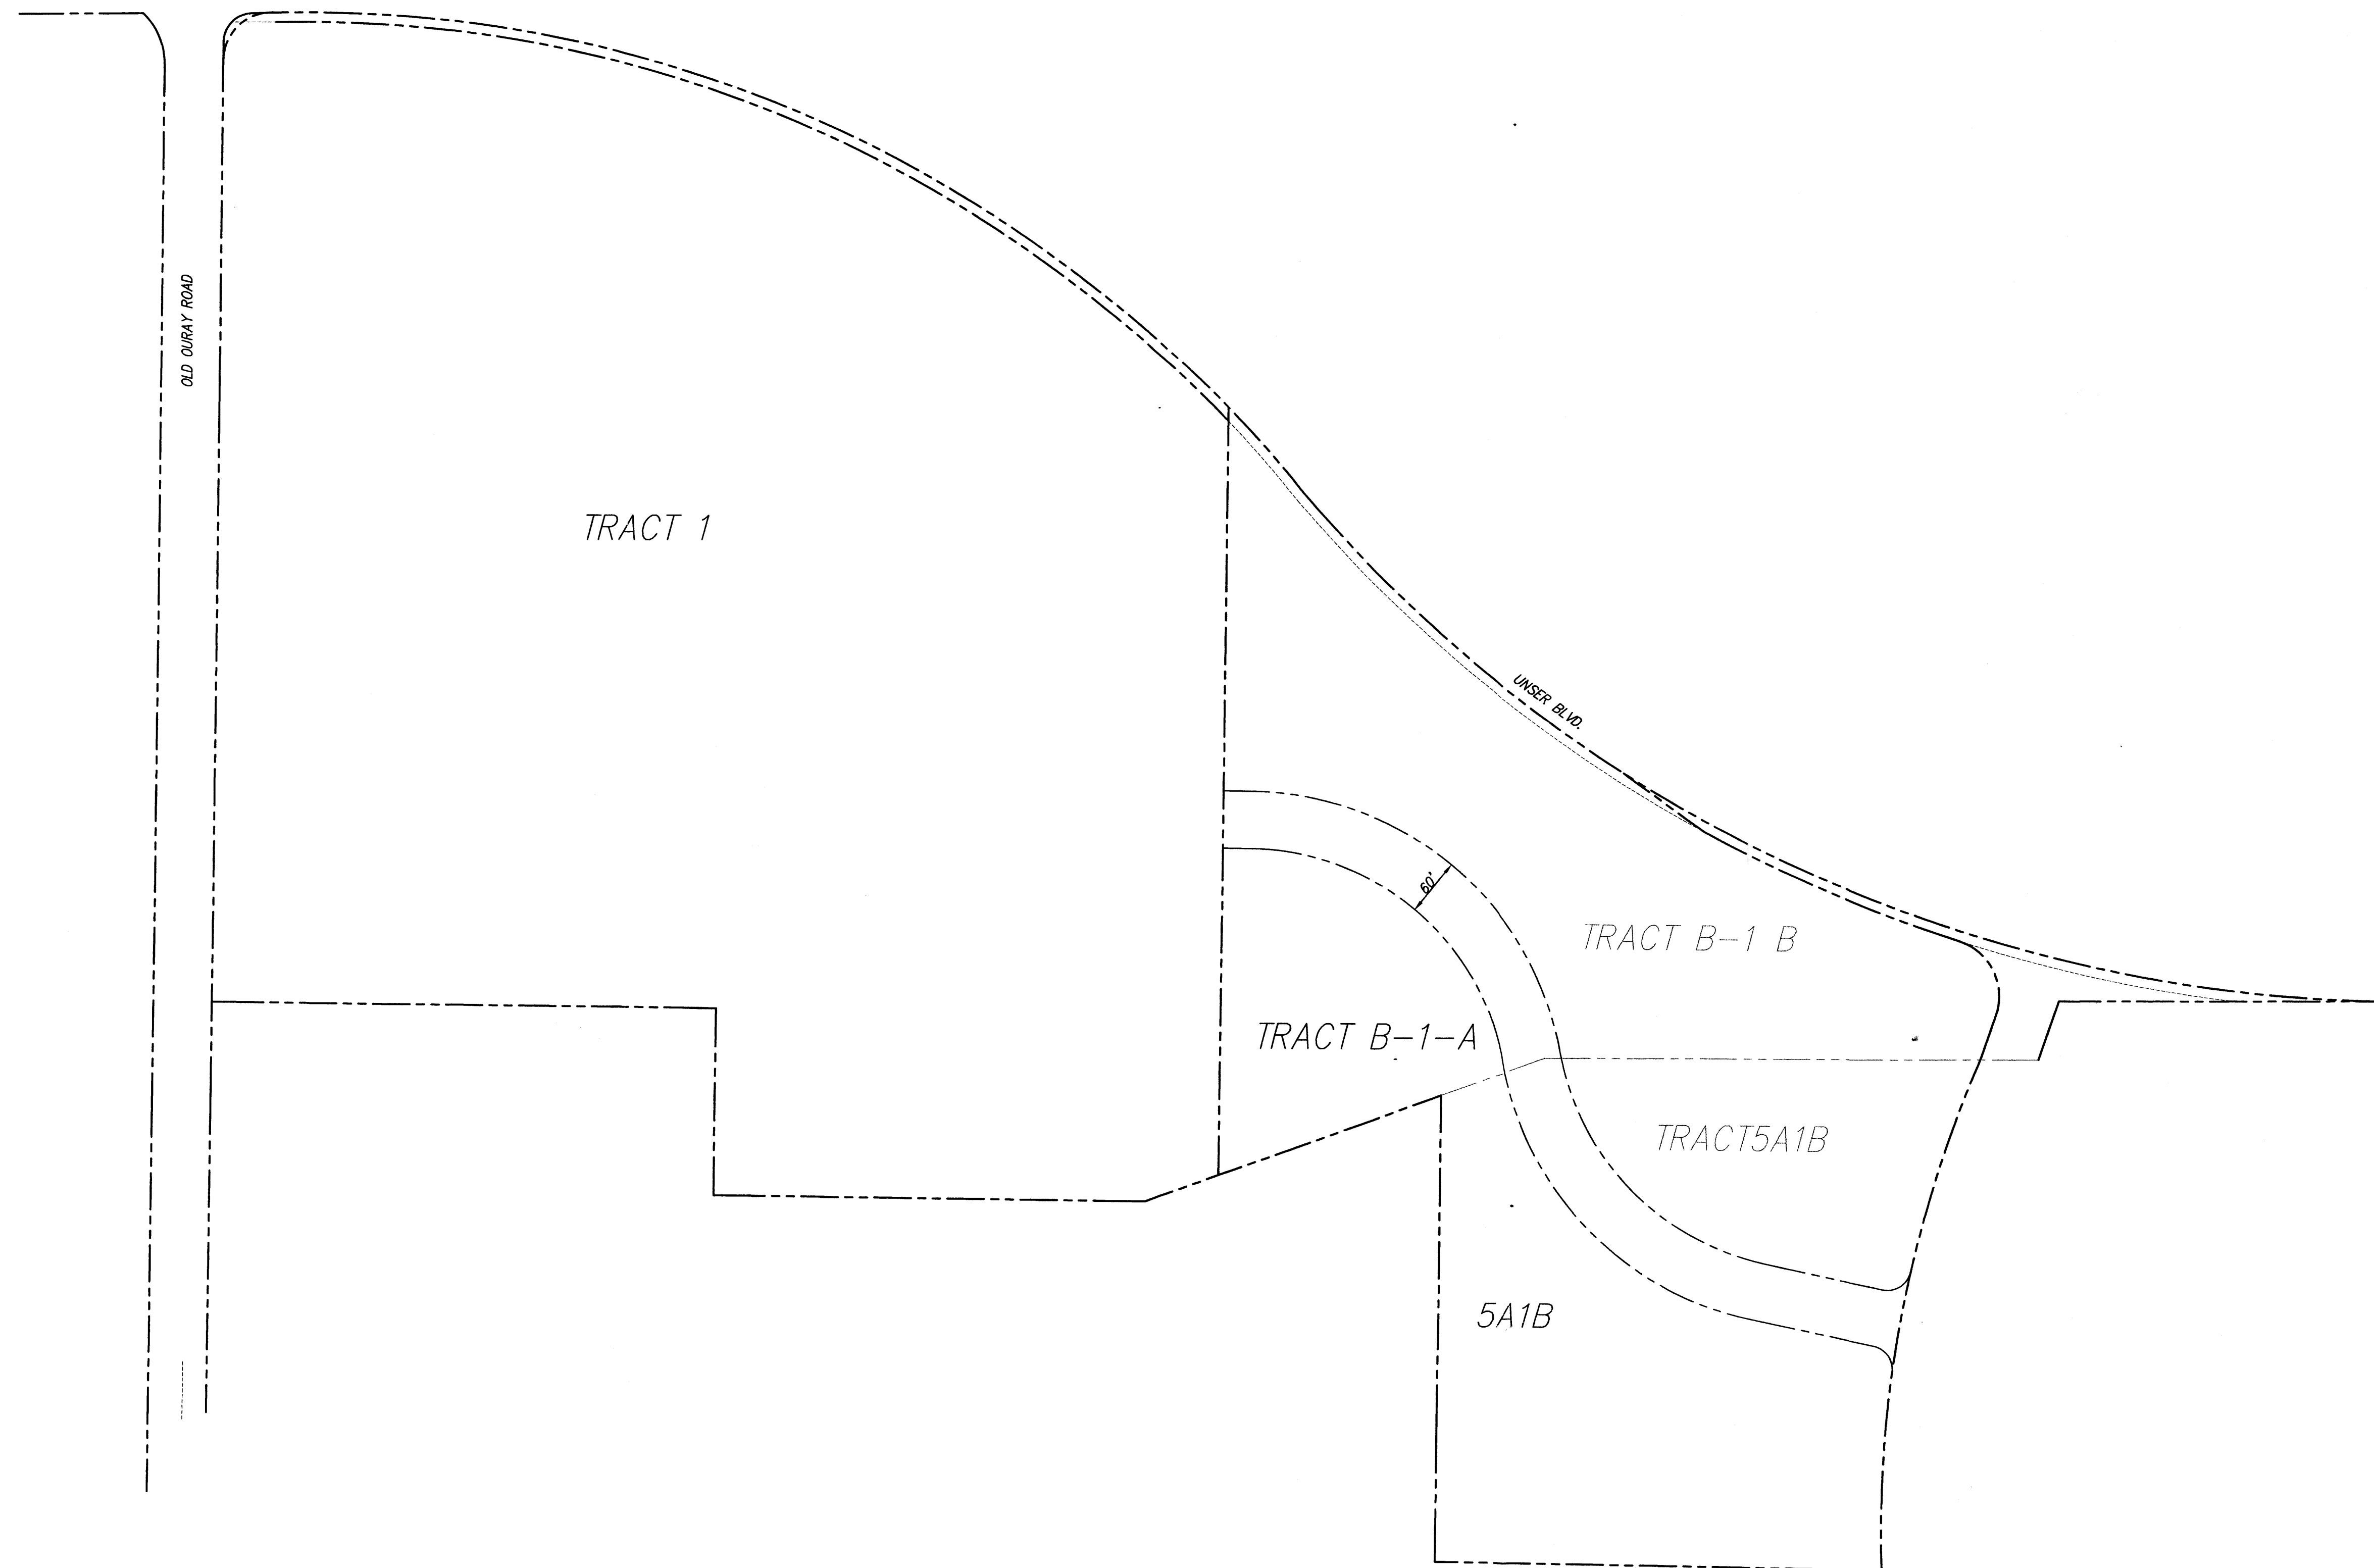 OLD OURAY ROAD
TRACT 1
UNSER BLVD.
60'
TRACT B-1 B
TRACT B-1-A
TRACT5A1B
5A1B